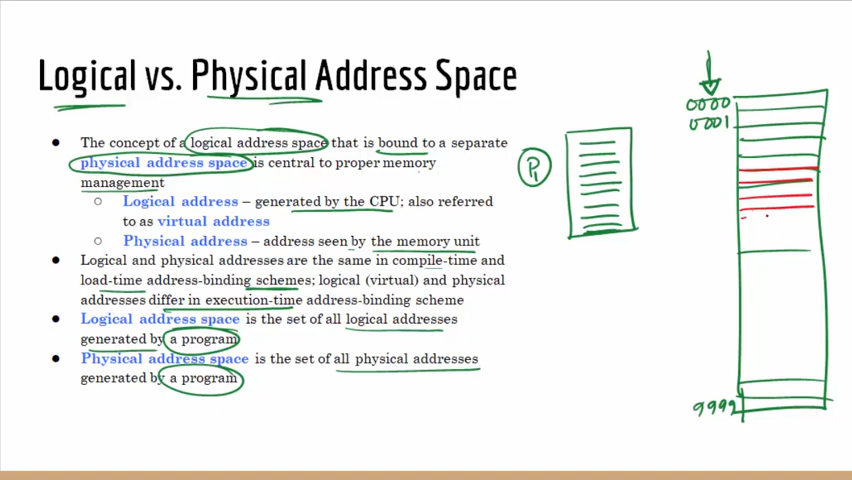 Logical vs. Physical Address Space
The concept of a logical address space that is bound to a separate
physical address space is central to proper memory
management
Logical address – generated by the CPU; also referred
to as virtual address
Physical address – address seen by the memory unit
Logical and physical addresses are the same in compile-time and
load-time address-binding schemes; logical (virtual) and physical
addresses differ in execution-time address-binding scheme
Logical address space is the set of all logical addresses
generated by a program
Physical address space is the set of all physical addresses
generated by a program
P1
0000
0001
9999